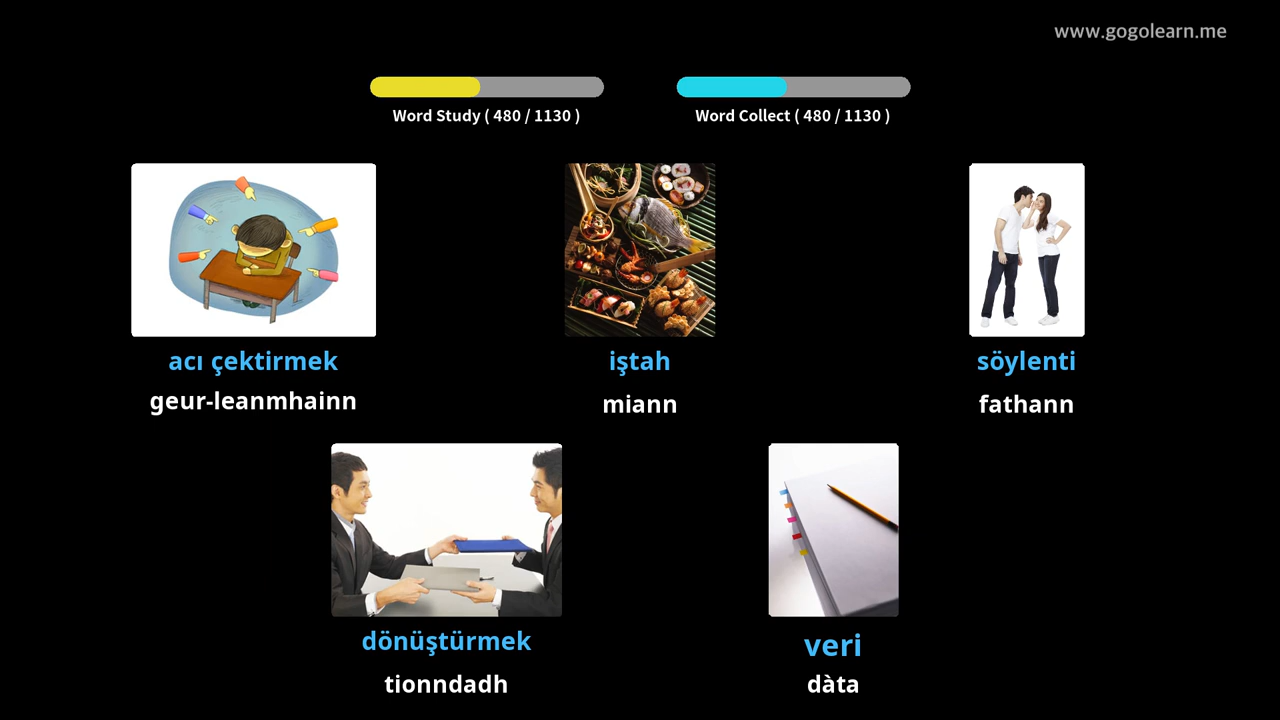 www.gogolearn.me
Word Study ( 480 / 1130 )
Word Collect ( 480 / 1130 )
acı çektirmek
geur-leanmhainn
iştah
miann
söylenti
fathann
dönüştürmek
tionndadh
veri
dàta